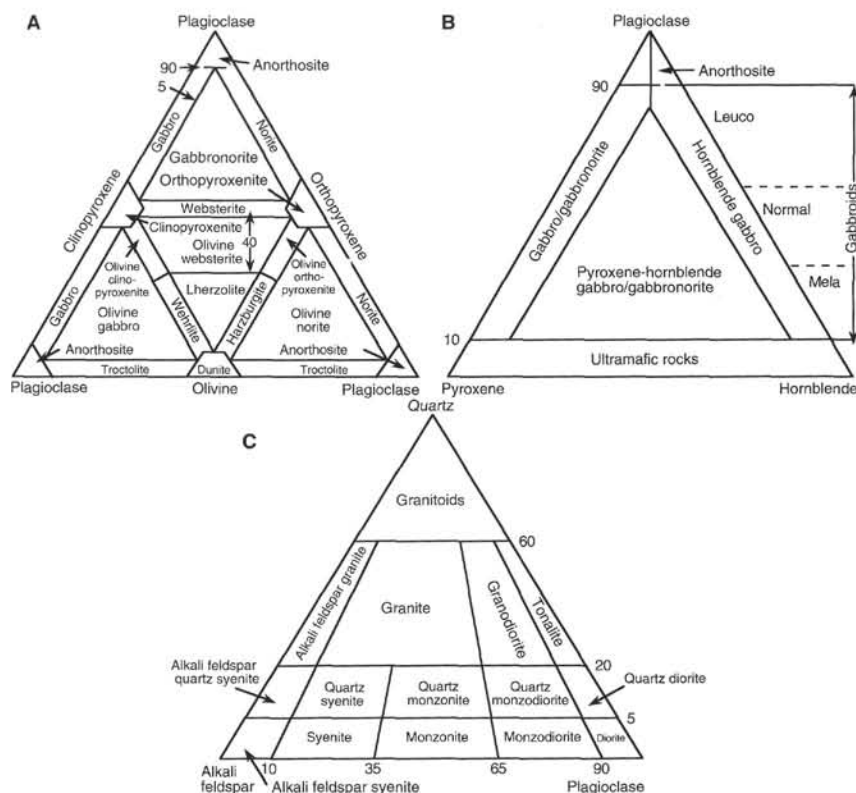 A
Plagioclase
90
5
Anorthosite
Gabbro
Norite
Gabbronorite
Orthopyroxenite
Clinopyroxene
Orthopyroxene
Websterite
Clinopyroxenite
40
Olivine
websterite
Olivine
clino-
pyroxenite
Olivine
ortho-
pyroxenite
Lherzolite
Wehrlite
Harzburgite
Gabbro
Olivine
gabbro
Olivine
norite
Norite
Anorthosite
Anorthosite
Troctolite
Dunite
Troctolite
Plagioclase
Olivine
Plagioclase
B
Plagioclase
Anorthosite
90
Leuco
Gabbro/gabbronorite
Hornblende gabbro
Normal
Gabbroids
Pyroxene-hornblende
gabbro/gabbronorite
Mela
10
Ultramafic rocks
Pyroxene
Hornblende
C
Quartz
Granitoids
60
Alkali feldspar granite
Granite
Granodiorite
Tonalite
20
Alkali feldspar
quartz syenite
Quartz
syenite
Quartz
monzonite
Quartz
monzodiorite
Quartz diorite
5
Syenite
Monzonite
Monzodiorite
Diorite
10
35
65
90
Alkali
feldspar
Alkali feldspar syenite
Plagioclase